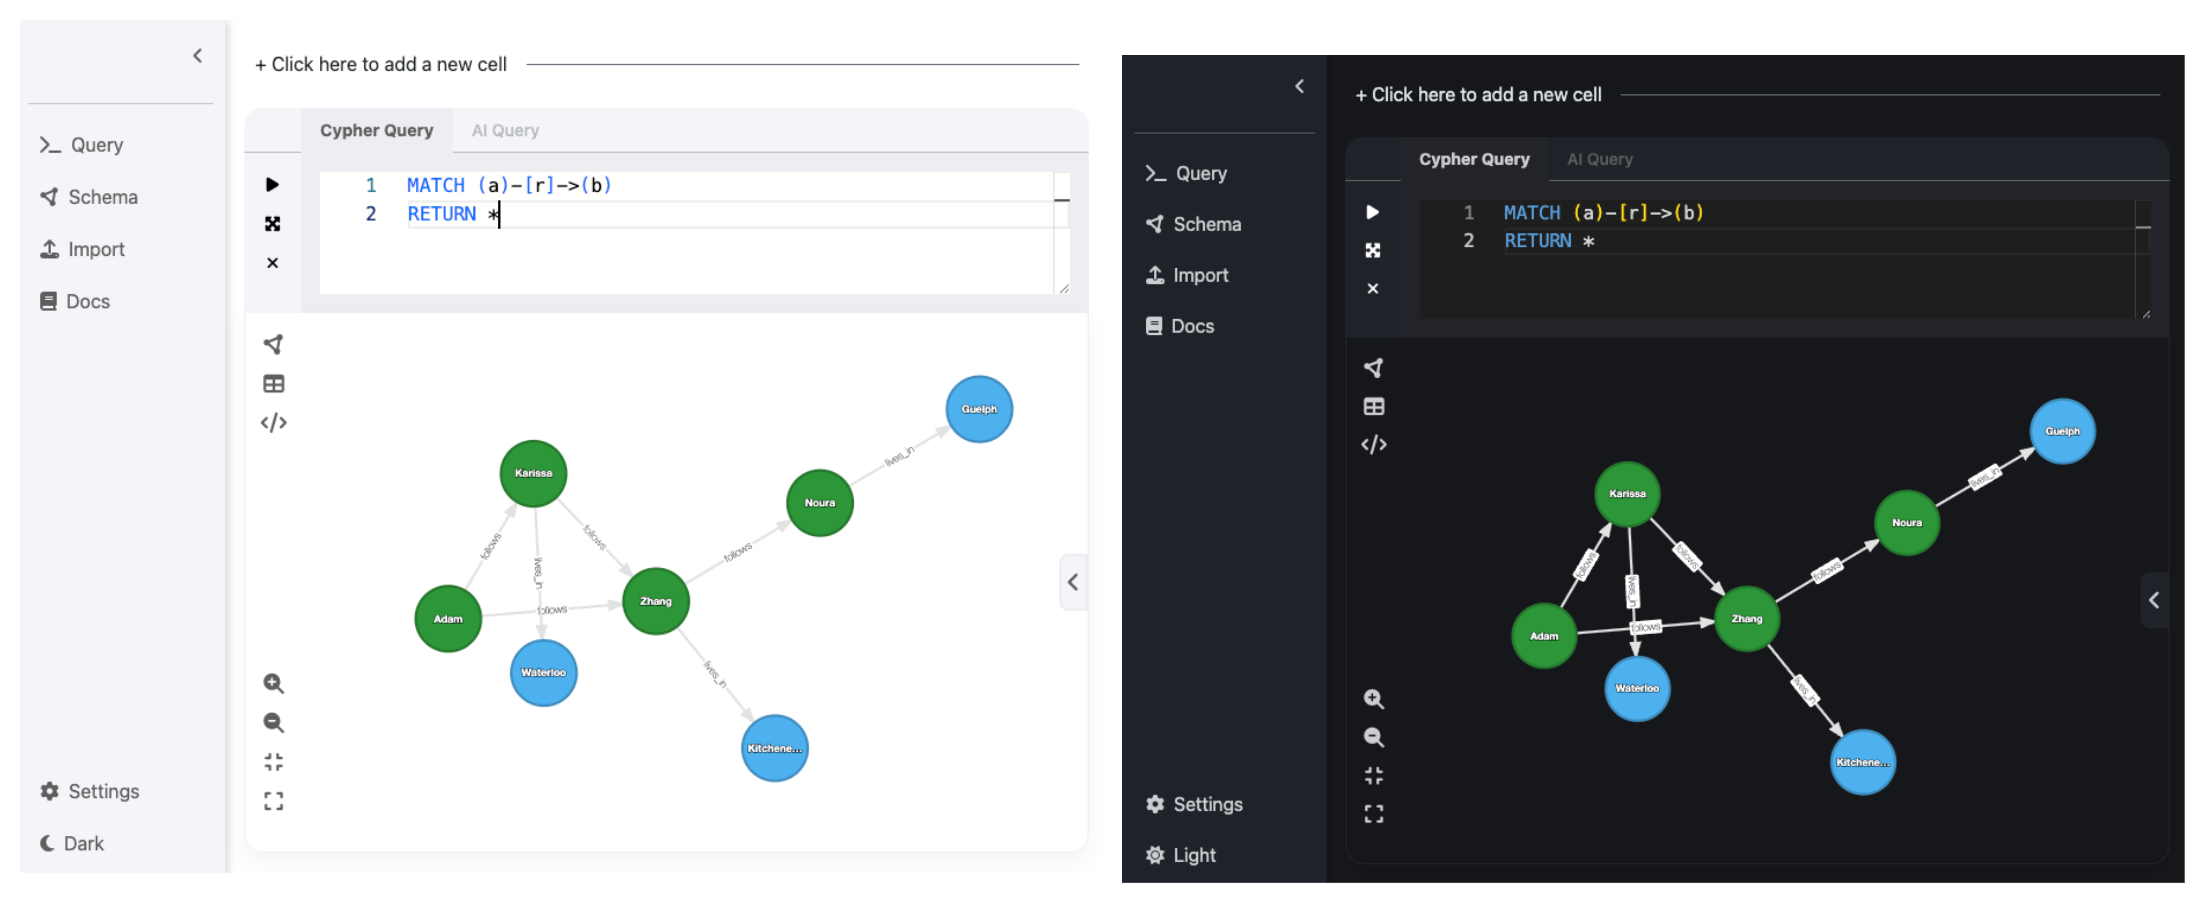 + Click here to add a new cell
Query
Schema
Import
Docs
Settings
Dark
Cypher Query
AI Query
1 MATCH (a)-[r]->(b)
2 RETURN *
Guelph
Karissa
Noura
Zhang
Adam
Waterloo
Kitchene...
lives_in
follows
follows
lives_in
follows
follows
lives_in
+ Click here to add a new cell
Query
Schema
Import
Docs
Settings
Light
Cypher Query
AI Query
1 MATCH (a)-[r]->(b)
2 RETURN *
Guelph
Karissa
Noura
Zhang
Adam
Waterloo
Kitchene...
lives_in
follows
follows
lives_in
follows
follows
lives_in